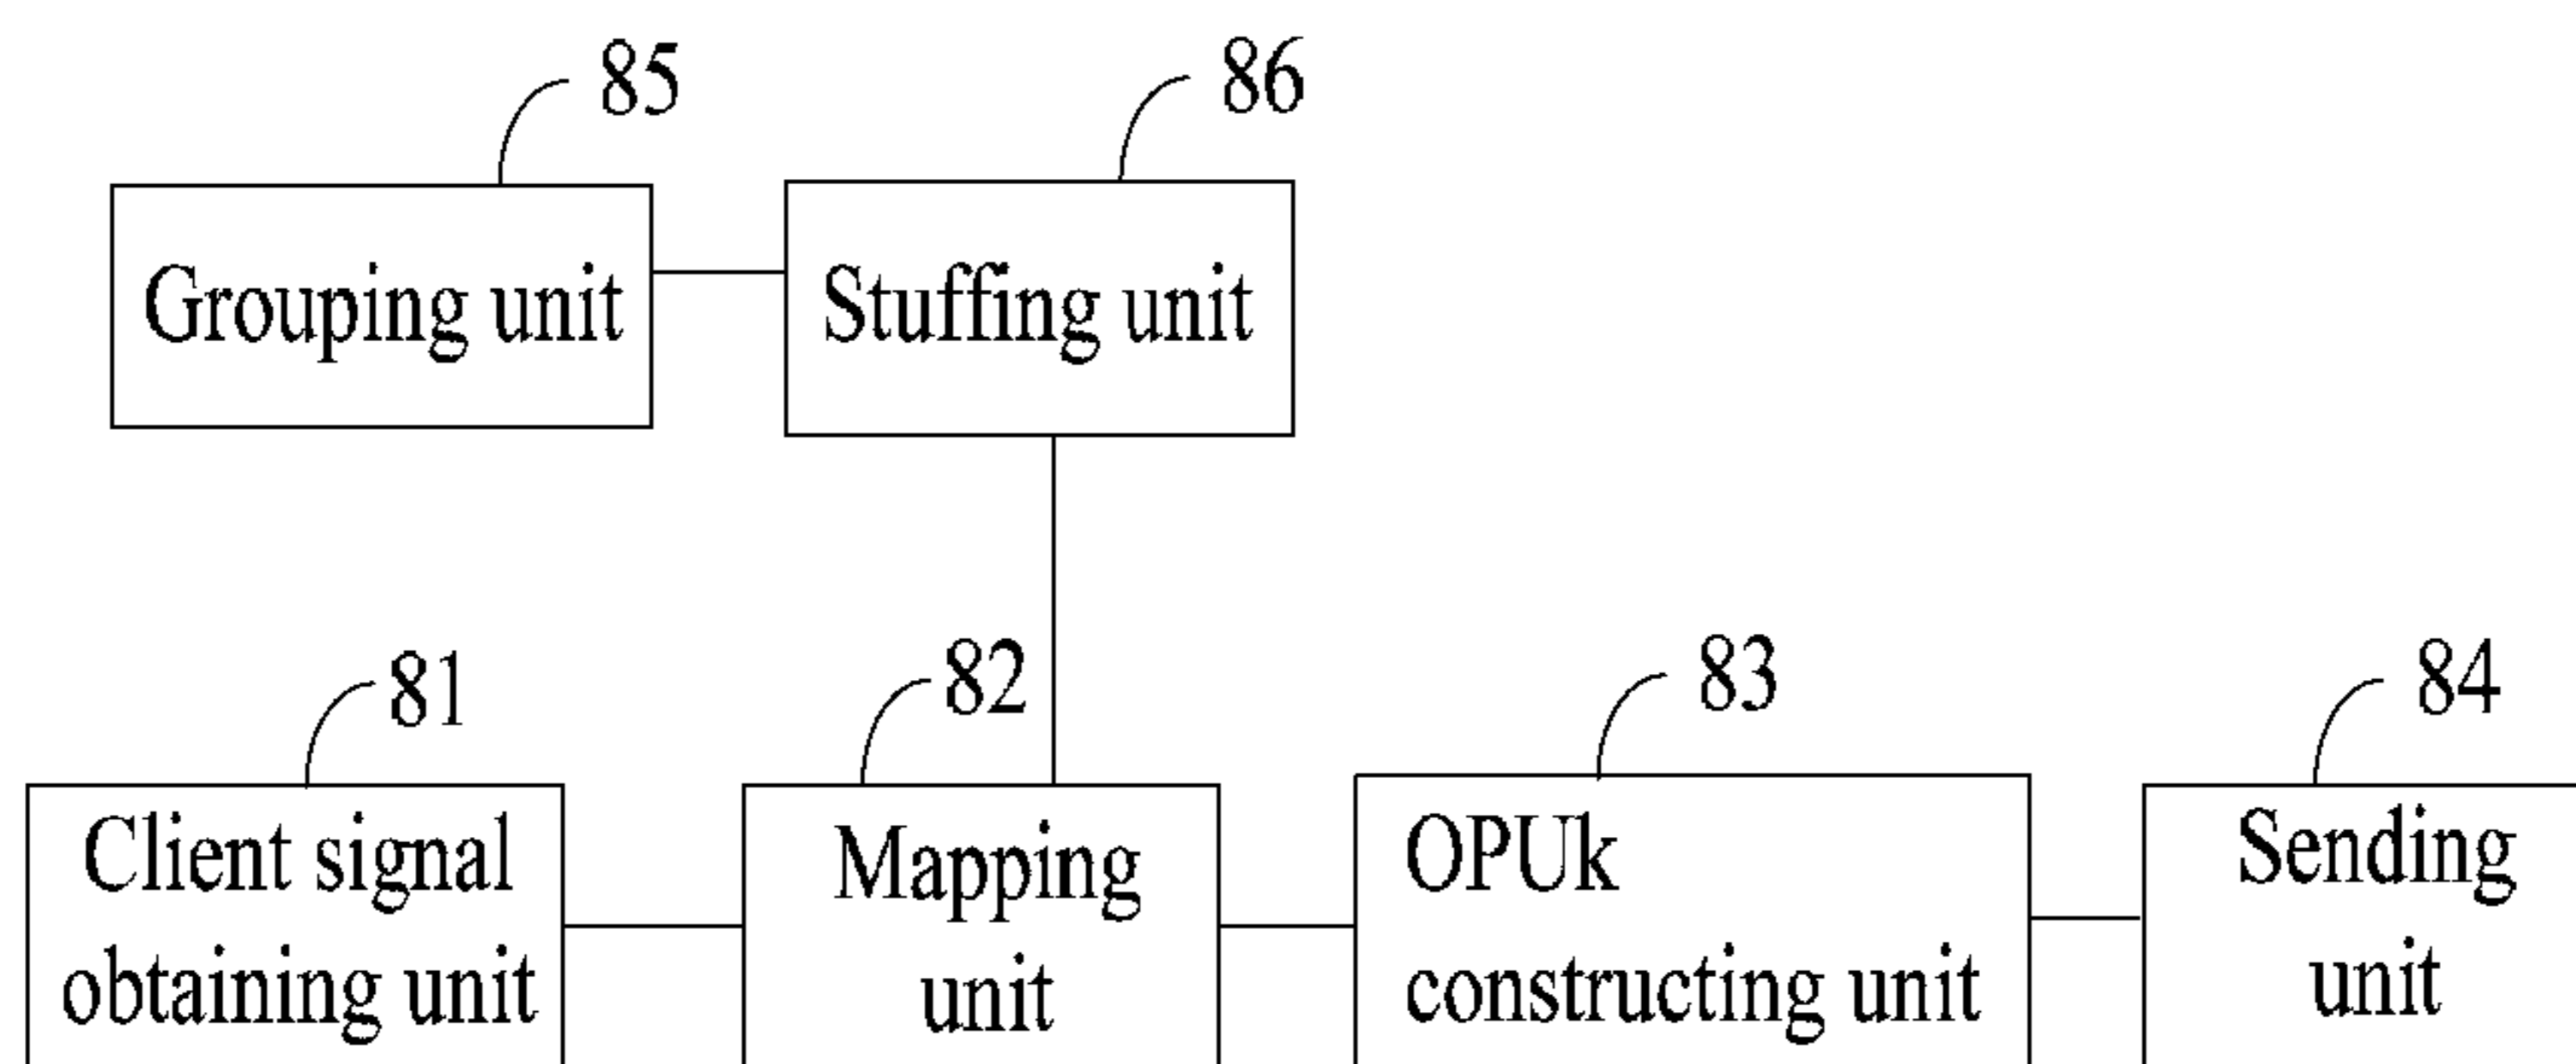 85
86
Grouping unit
Stuffing unit
81
82
83
84
Client signal
obtaining unit
Mapping
unit
OPUk
constructing unit
Sending
unit